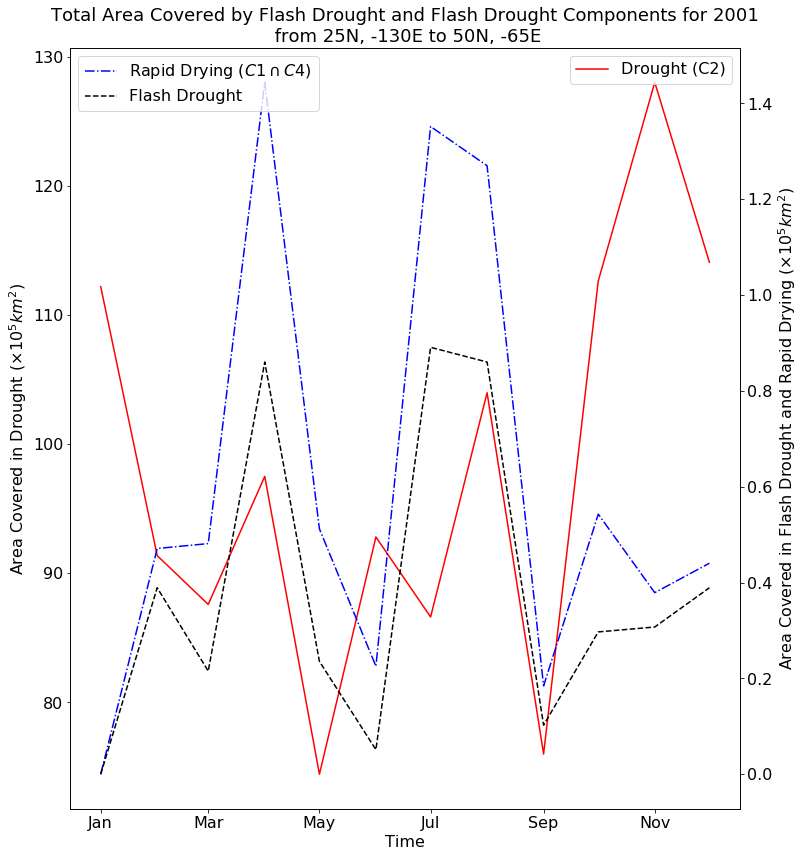 Total Area Covered by Flash Drought and Flash Drought Components for 2001
from 25N, -130E to 50N, -65E
Rapid Drying (C1 ∩ C4)
Flash Drought
Drought (C2)
Area Covered in Drought (×10⁵km²)
130
120
110
100
90
80
Area Covered in Flash Drought and Rapid Drying (×10⁵km²)
1.4
1.2
1.0
0.8
0.6
0.4
0.2
0.0
Jan Mar May Jul Sep Nov
Time